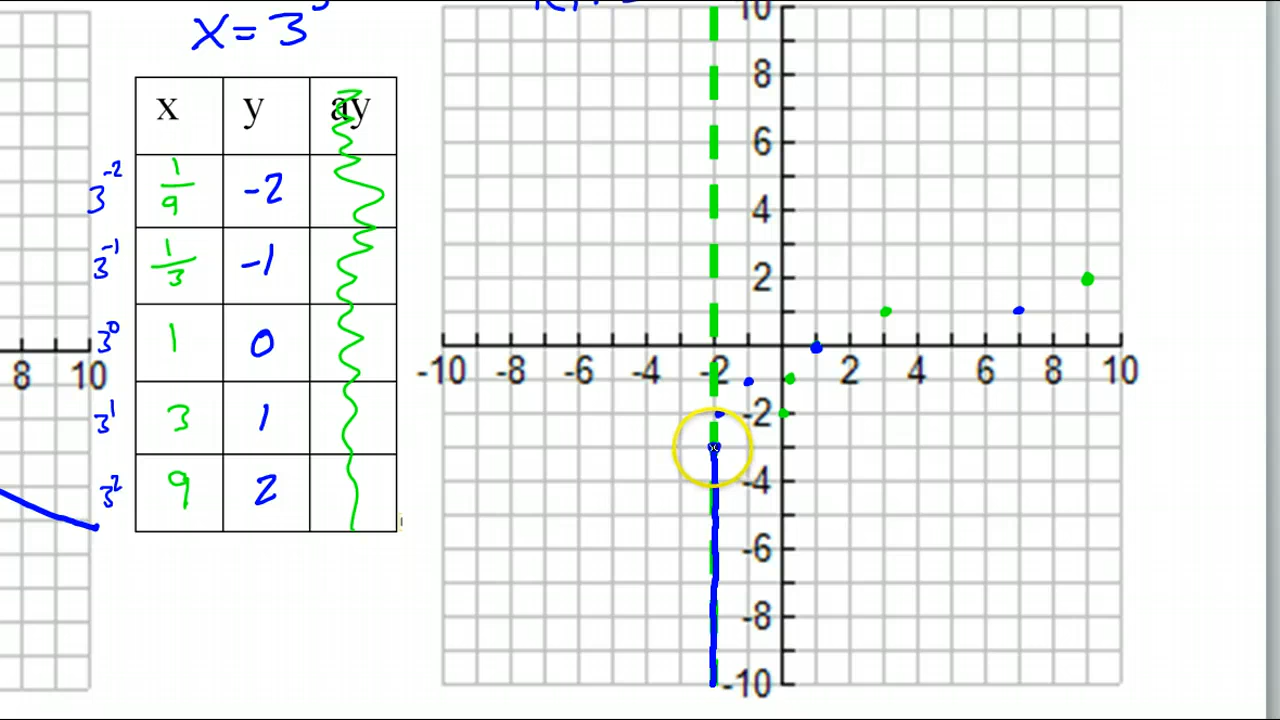 x = 3^y
x y ay
3^-2 1/9 -2
3^-1 1/3 -1
3^0 1 0
3^1 3 1
3^2 9 2
8 10
10
8
6
4
2
-10 -8 -6 -4 -2 2 4 6 8 10
-2
-4
-6
-8
-10